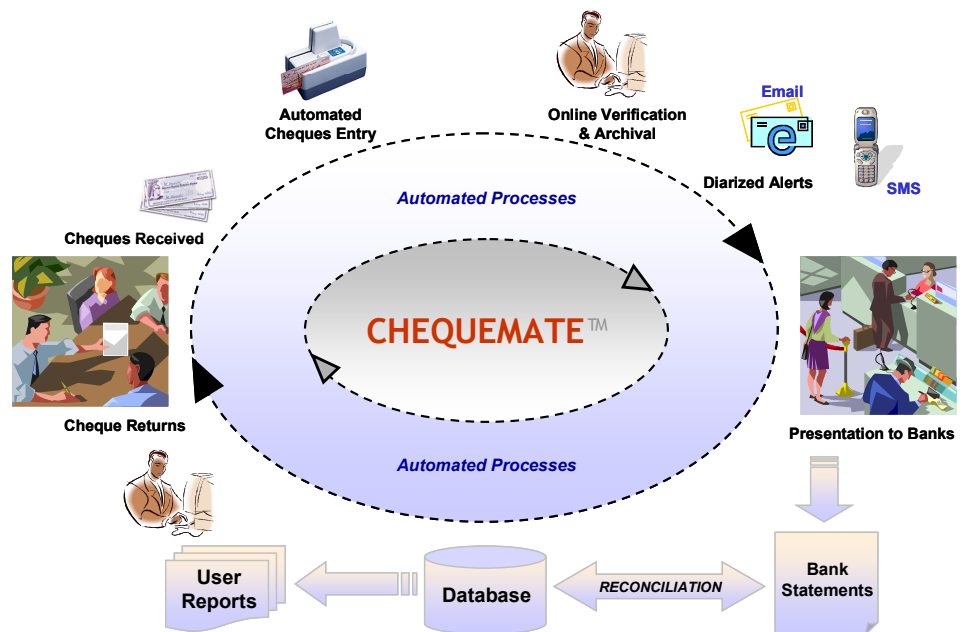 Automated
Cheques Entry
Online Verification
& Archival
Email
Diarized Alerts
SMS
Automated Processes
Cheques Received
CHEQUEMATE™
Cheque Returns
Presentation to Banks
Automated Processes
User
Reports
Database
RECONCILIATION
Bank
Statements